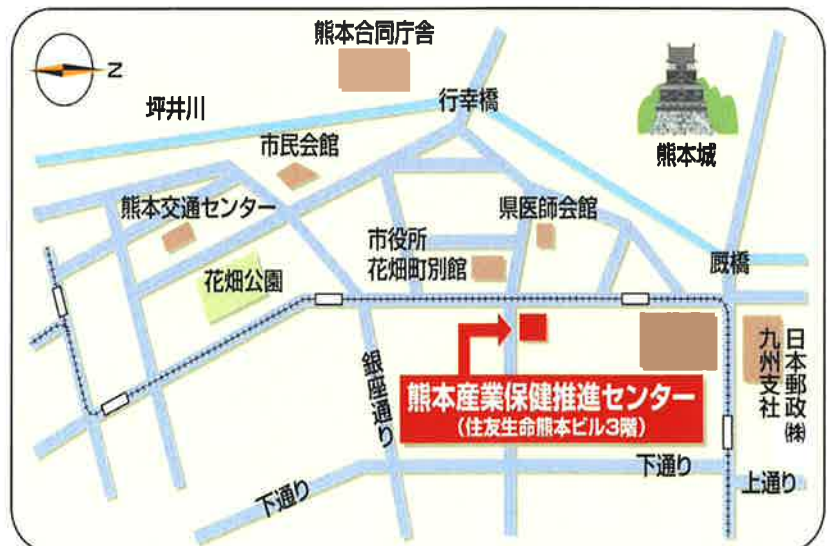 熊本合同庁舎
N
坪井川
行幸橋
市民会館
熊本城
熊本交通センター
県医師会館
市役所
花畑町別館
花畑公園
厩橋
日本郵政㈱
九州支社
銀座通り
熊本産業保健推進センター
(住友生命熊本ビル3階)
下通り
下通り
上通り